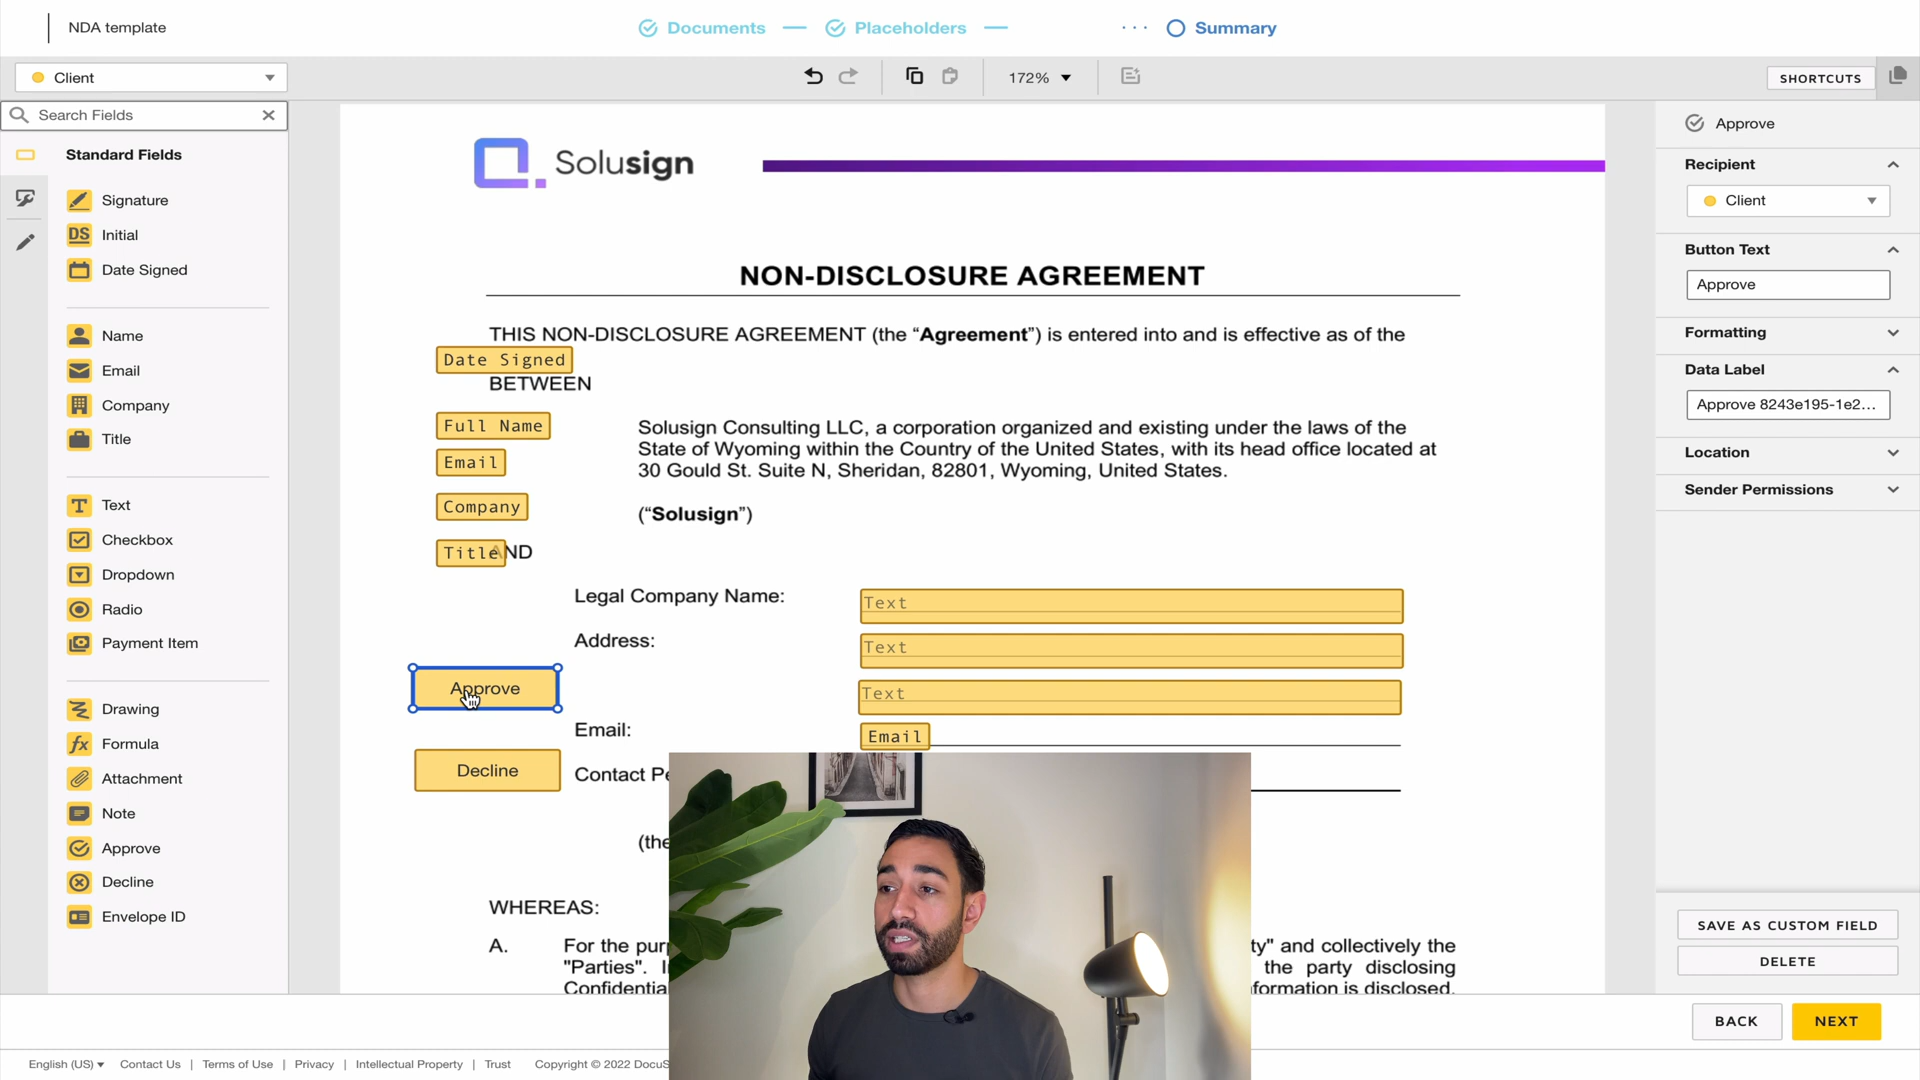 NDA template
Documents
Placeholders
Summary
Client
172%
SHORTCUTS
Search Fields
Standard Fields
Signature
DS Initial
Date Signed
Name
Email
Company
Title
T Text
Checkbox
Dropdown
Radio
Payment Item
Drawing
fx Formula
Attachment
Note
Approve
Decline
Envelope ID
Solusign
NON-DISCLOSURE AGREEMENT
THIS NON-DISCLOSURE AGREEMENT (the “Agreement”) is entered into and is effective as of the
Date Signed
BETWEEN
Full Name
Email
Company
Title
ND
Solusign Consulting LLC, a corporation organized and existing under the laws of the
State of Wyoming within the Country of the United States, with its head office located at
30 Gould St. Suite N, Sheridan, 82801, Wyoming, United States.
(“Solusign”)
Legal Company Name:
Text
Address:
Text
Approve
Text
Email:
Email
Decline
Contact Pe
(the
WHEREAS:
A. For the pur ty" and collectively the
"Parties". I the party disclosing
Confidentia formation is disclosed.
Approve
Recipient
Client
Button Text
Approve
Formatting
Data Label
Approve 8243e195-1e2...
Location
Sender Permissions
SAVE AS CUSTOM FIELD
DELETE
BACK
NEXT
English (US) Contact Us | Terms of Use | Privacy | Intellectual Property | Trust Copyright © 2022 DocuS